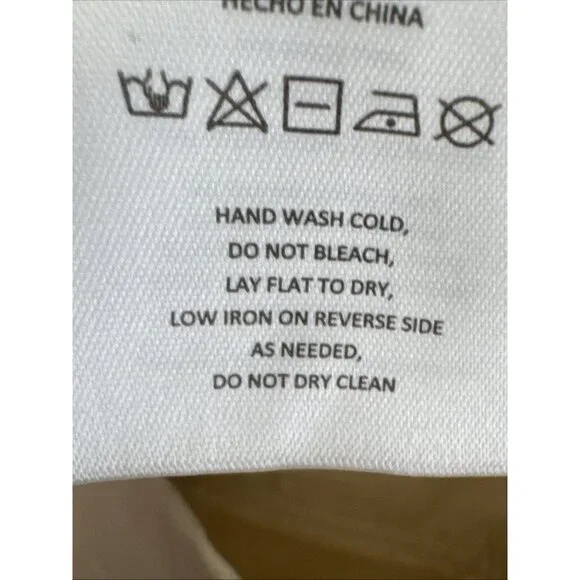 HECHO EN CHINA
HAND WASH COLD,
DO NOT BLEACH,
LAY FLAT TO DRY,
LOW IRON ON REVERSE SIDE
AS NEEDED,
DO NOT DRY CLEAN